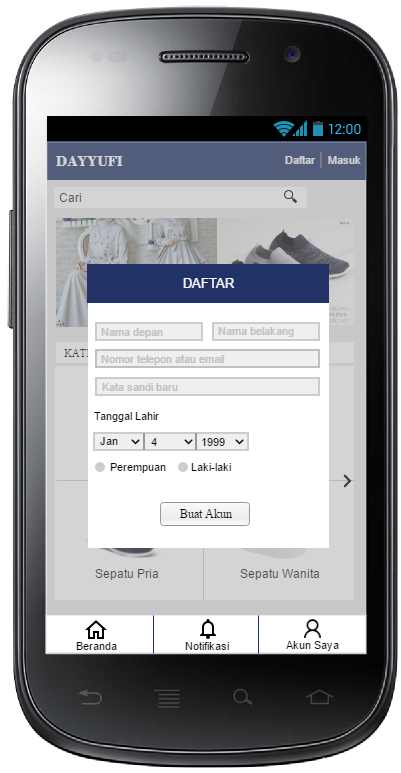 12:00
DAYYUFI
Daftar | Masuk
Cari
DAFTAR
Nama depan
Nama belakang
Nomor telepon atau email
Kata sandi baru
Tanggal Lahir
Jan 4 1999
Perempuan Laki-laki
Buat Akun
Sepatu Pria
Sepatu Wanita
Beranda
Notifikasi
Akun Saya